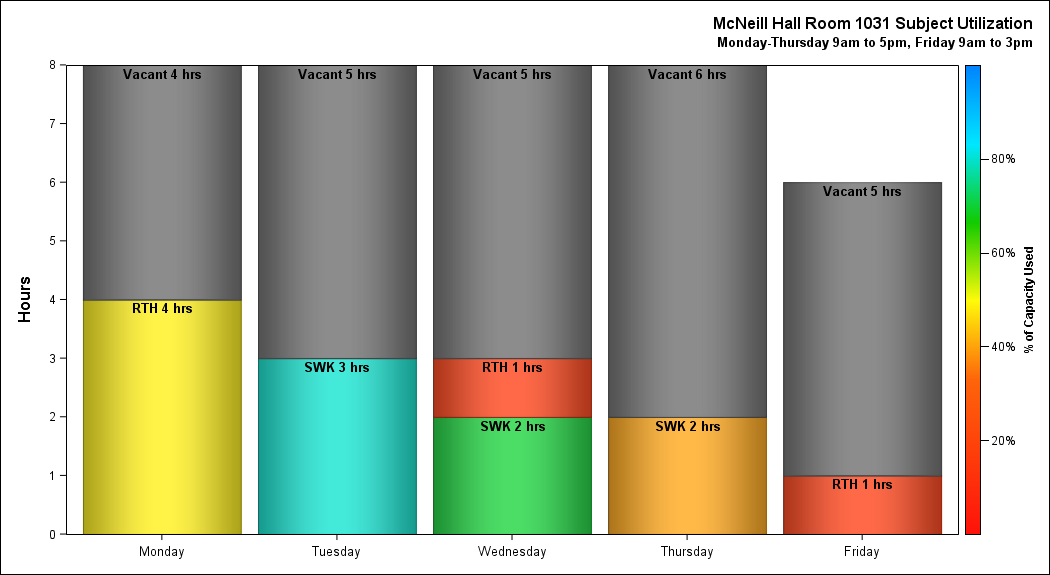 McNeill Hall Room 1031 Subject Utilization
Monday-Thursday 9am to 5pm, Friday 9am to 3pm
Hours
8
7
6
5
4
3
2
1
0
Vacant 4 hrs
RTH 4 hrs
Vacant 5 hrs
SWK 3 hrs
Vacant 5 hrs
RTH 1 hrs
SWK 2 hrs
Vacant 6 hrs
SWK 2 hrs
Vacant 5 hrs
RTH 1 hrs
Monday
Tuesday
Wednesday
Thursday
Friday
80%
60%
40%
20%
% of Capacity Used